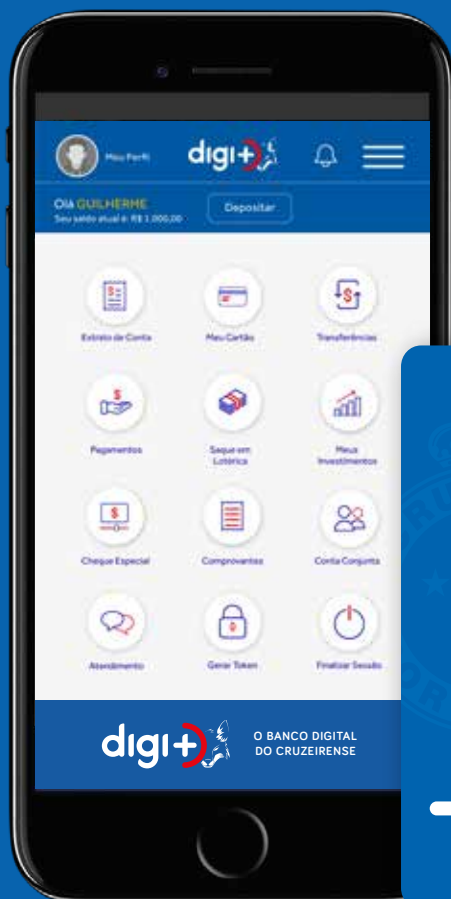 Meu Perfil
digi+
Olá GUILHERME
Seu saldo atual é: R$ 1.000,00
Depositar
Extrato de Conta
Meu Cartão
Transferências
Pagamentos
Saque em
Lotérica
Meus
Investimentos
Cheque Especial
Comprovantes
Conta Conjunta
Atendimento
Gerar Token
Finalizar Sessão
digi+
O BANCO DIGITAL
DO CRUZEIRENSE